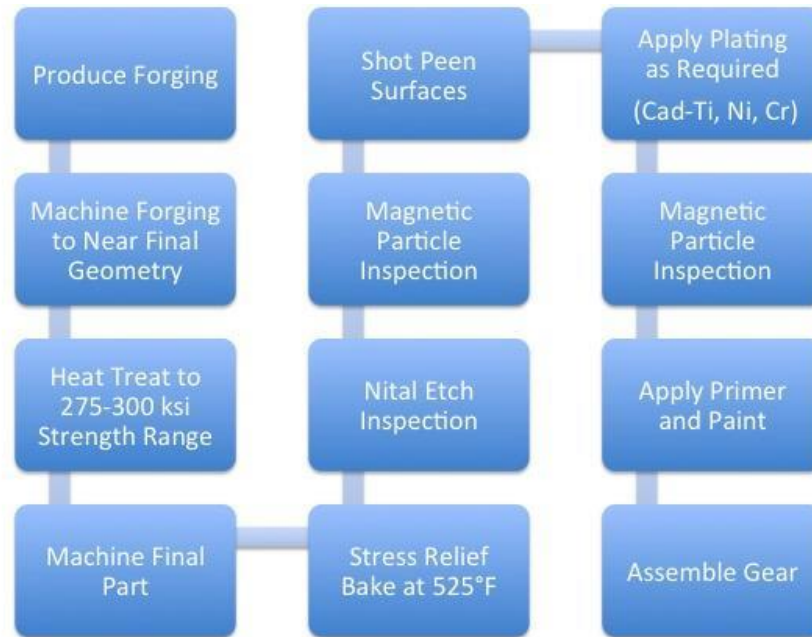 Produce Forging
Machine Forging
to Near Final
Geometry
Heat Treat to
275-300 ksi
Strength Range
Machine Final
Part
Stress Relief
Bake at 525°F
Nital Etch
Inspection
Magnetic
Particle
Inspection
Shot Peen
Surfaces
Apply Plating
as Required
(Cad-Ti, Ni, Cr)
Magnetic
Particle
Inspection
Apply Primer
and Paint
Assemble Gear